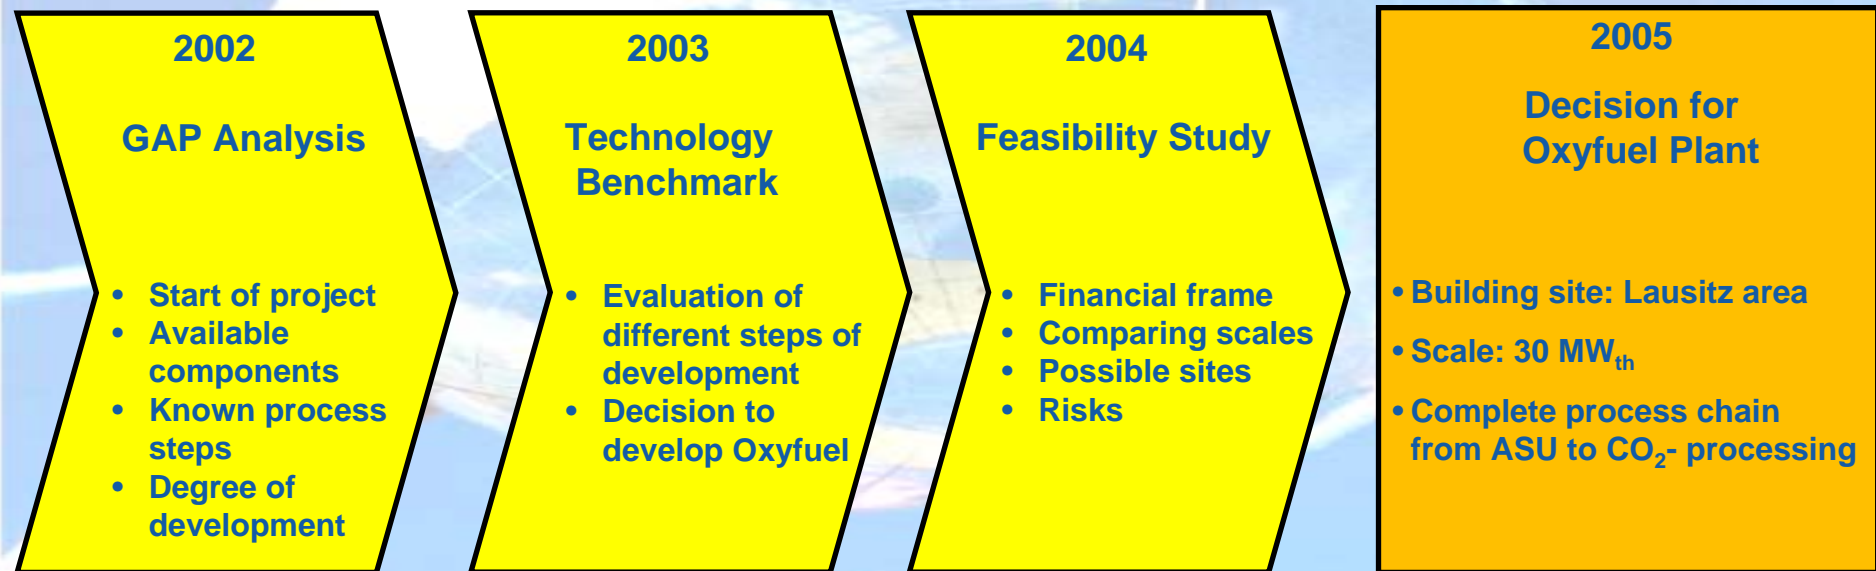 2002
GAP Analysis
• Start of project
• Available
components
• Known process
steps
• Degree of
development
2003
Technology
Benchmark
• Evaluation of
different steps of
development
• Decision to
develop Oxyfuel
2004
Feasibility Study
• Financial frame
• Comparing scales
• Possible sites
• Risks
2005
Decision for
Oxyfuel Plant
• Building site: Lausitz area
• Scale: 30 MWth
• Complete process chain
from ASU to CO2- processing